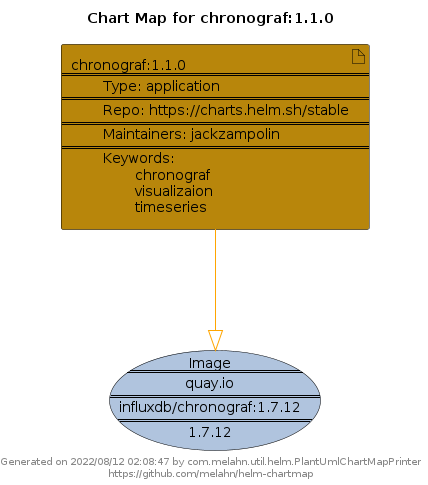 Chart Map for chronograf:1.1.0
chronograf:1.1.0
Type: application
Repo: https://charts.helm.sh/stable
Maintainers: jackzampolin
Keywords:
chronograf
visualizaion
timeseries
Image
quay.io
influxdb/chronograf:1.7.12
1.7.12
Generated on 2022/08/12 02:08:47 by com.melahn.util.helm.PlantUmlChartMapPrinter
https://github.com/melahn/helm-chartmap